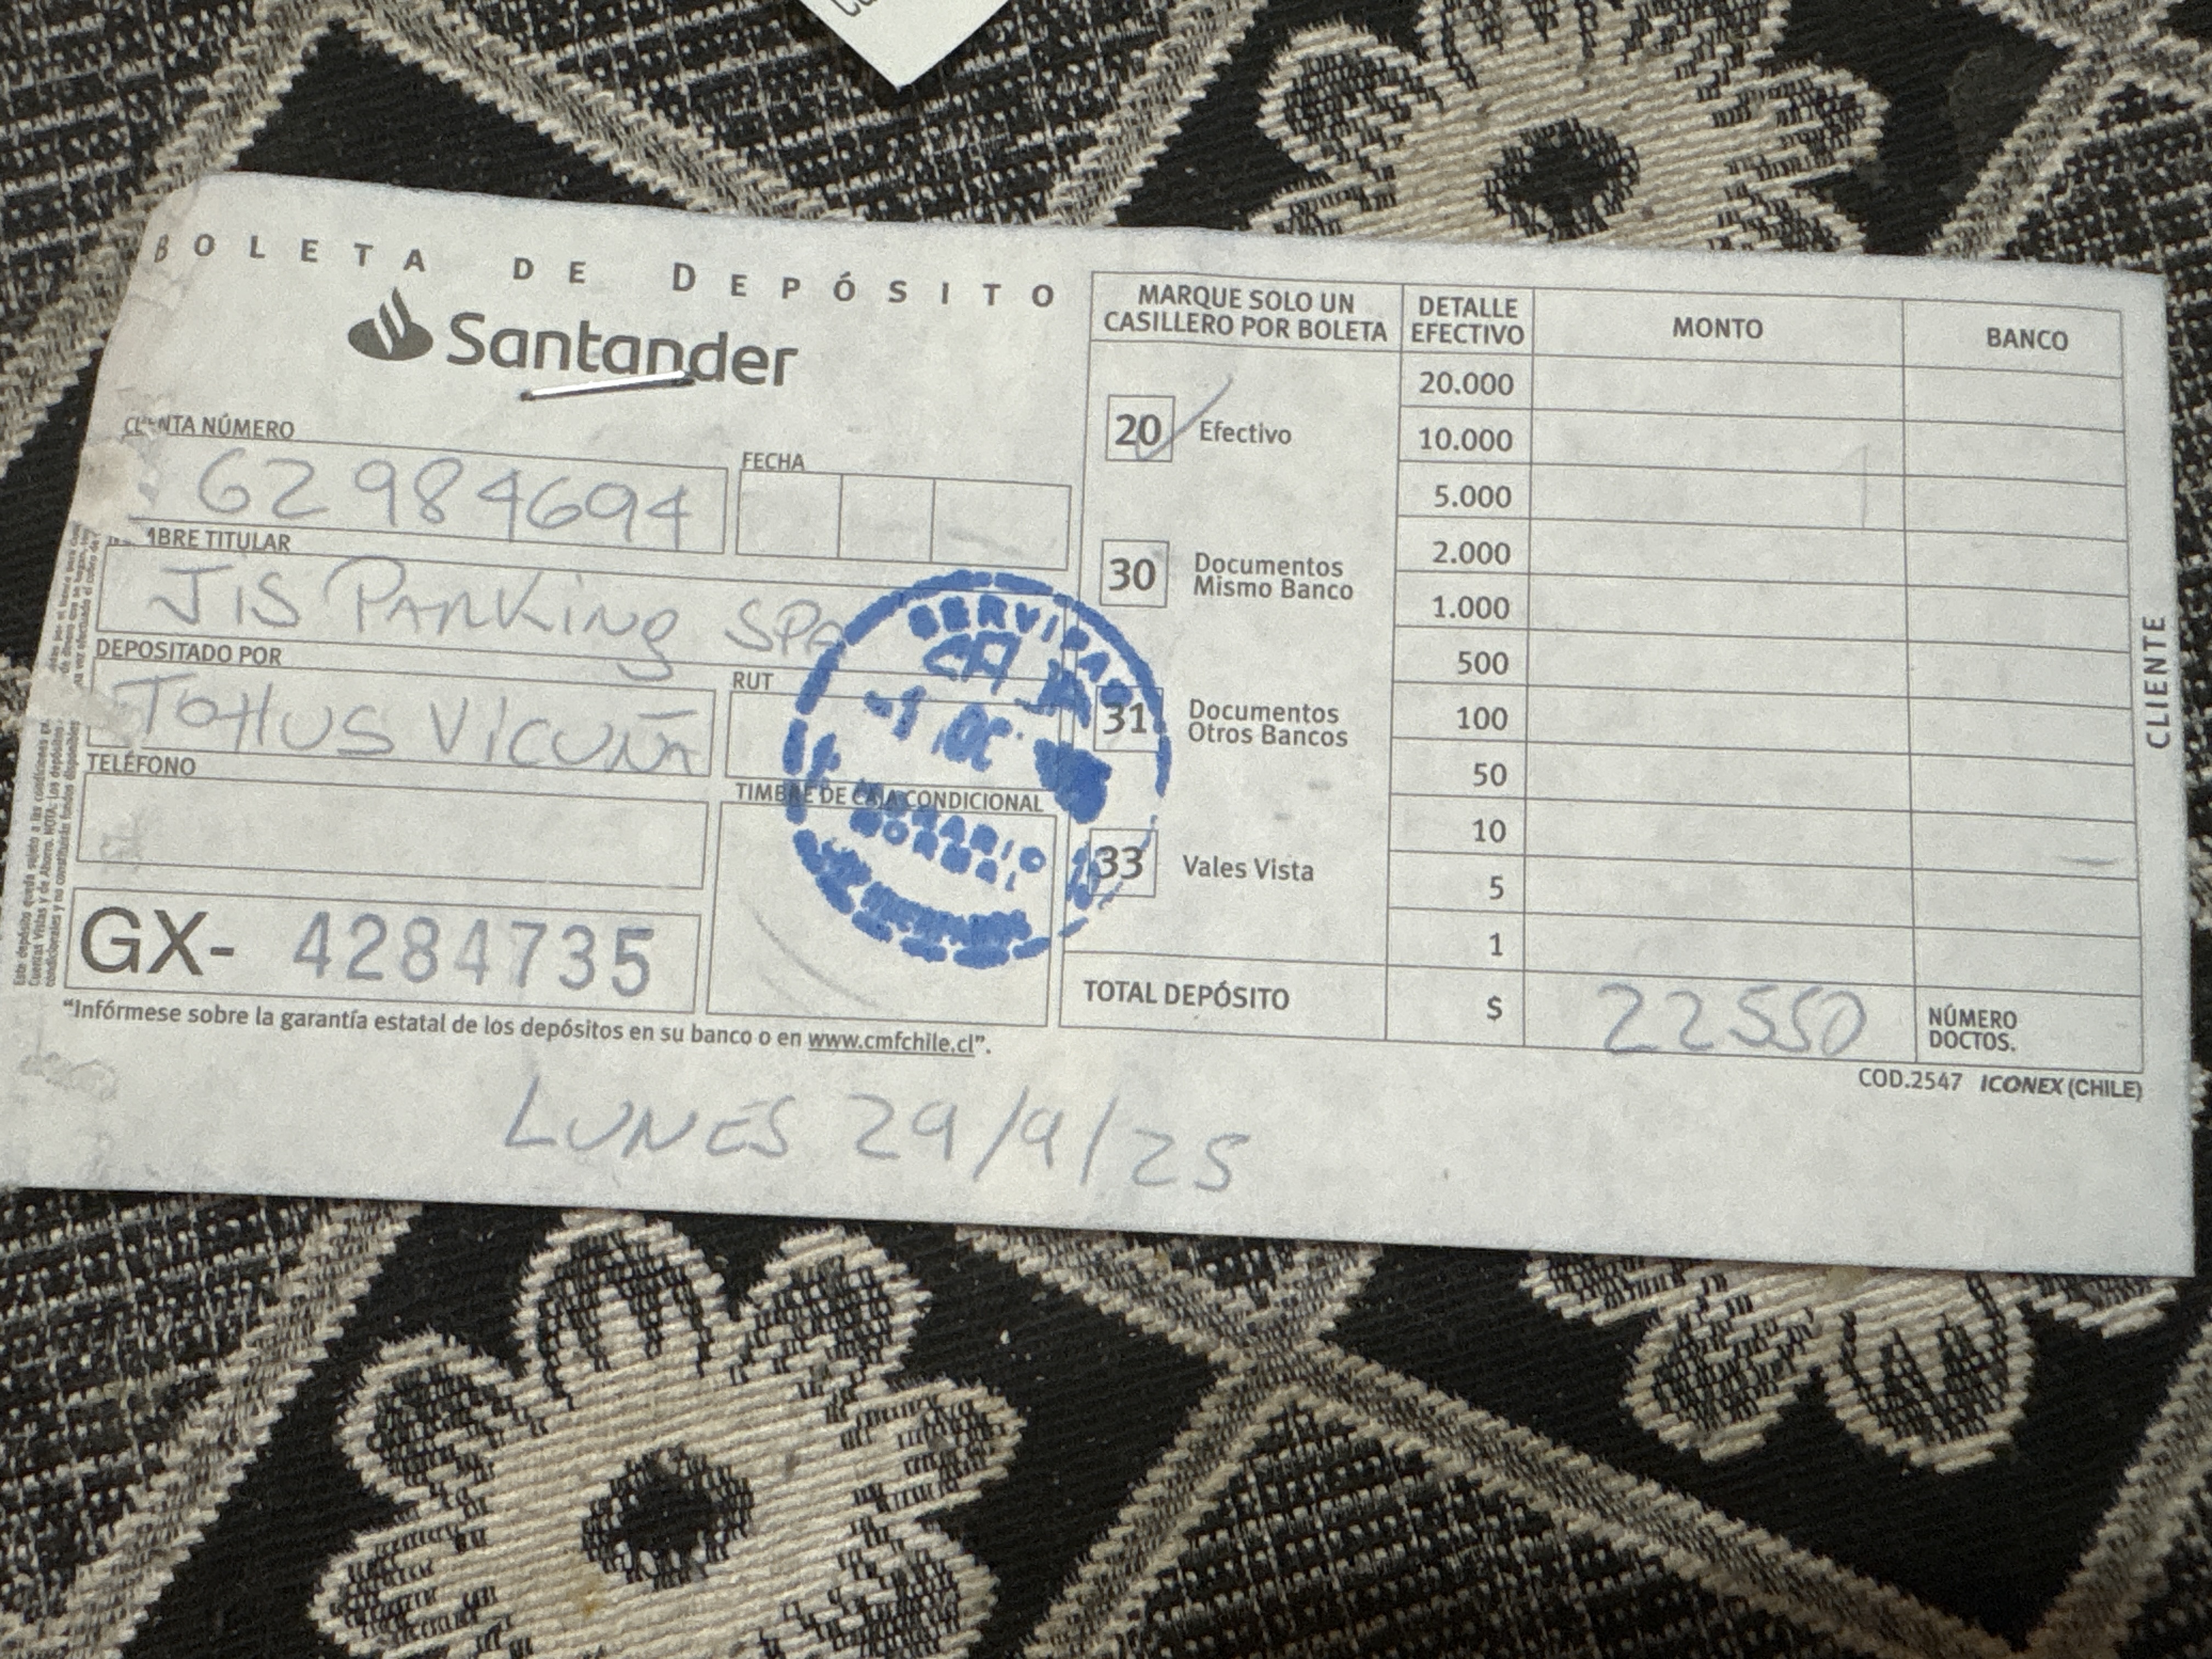 BOLETA DE DEPÓSITO
Santander
CUENTA NÚMERO
62984694
FECHA
TITULAR
JIS PARKING SPA
DEPOSITADO POR
TOTTUS VICUÑA
RUT
TELÉFONO
TIMBRE DE CAJA CONDICIONAL
GX- 4284735
"Infórmese sobre la garantía estatal de los depósitos en su banco o en www.cmfchile.cl".
MARQUE SOLO UN
CASILLERO POR BOLETA
20 Efectivo
30 Documentos
Mismo Banco
31 Documentos
Otros Bancos
33 Vales Vista
DETALLE
EFECTIVO
MONTO
BANCO
20.000
10.000
5.000
2.000
1.000
500
100
50
10
5
1
TOTAL DEPÓSITO
$
22550
NÚMERO
DOCTOS.
CLIENTE
COD.2547 ICONEX (CHILE)
CAJA
HORARIO
NORMAL
LUNES 29/9/25